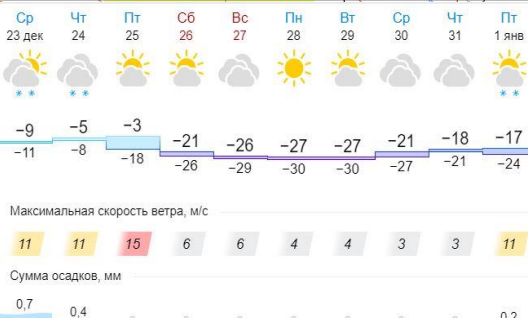 Ср Чт Пт Сб Вс Пн Вт Ср Чт Пт
23 дек 24 25 26 27 28 29 30 31 1 янв
−9 −5 −3 −21 −26 −27 −27 −21 −18 −17
−11 −8 −18 −26 −29 −30 −30 −27 −21 −24
Максимальная скорость ветра, м/с
11 11 15 6 6 4 4 3 3 11
Сумма осадков, мм
0,7 0,4 0,2